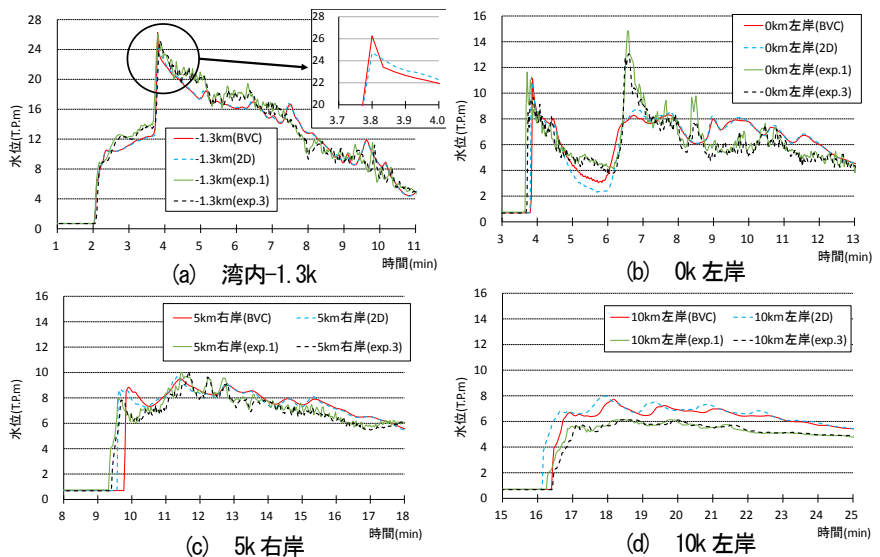 水位(T.P.m)
28
24
20
16
12
8
4
0
1 2 3 4 5 6 7 8 9 10 11
時間(min)
-1.3km(BVC)
-1.3km(2D)
-1.3km(exp.1)
-1.3km(exp.3)
28
26
24
22
20
3.7 3.8 3.9 4.0
(a) 湾内-1.3k
水位(T.P.m)
16
14
12
10
8
6
4
2
0
3 4 5 6 7 8 9 10 11 12 13
時間(min)
0km左岸(BVC)
0km左岸(2D)
0km左岸(exp.1)
0km左岸(exp.3)
(b) 0k 左岸
水位(T.P.m)
16
14
12
10
8
6
4
2
0
8 9 10 11 12 13 14 15 16 17 18
時間(min)
5km右岸(BVC) 5km右岸(2D)
5km右岸(exp.1) 5km右岸(exp.3)
(c) 5k 右岸
水位(T.P.m)
16
14
12
10
8
6
4
2
0
15 16 17 18 19 20 21 22 23 24 25
時間(min)
10km左岸(BVC) 10km左岸(2D)
10km左岸(exp.1) 10km左岸(exp.3)
(d) 10k 左岸